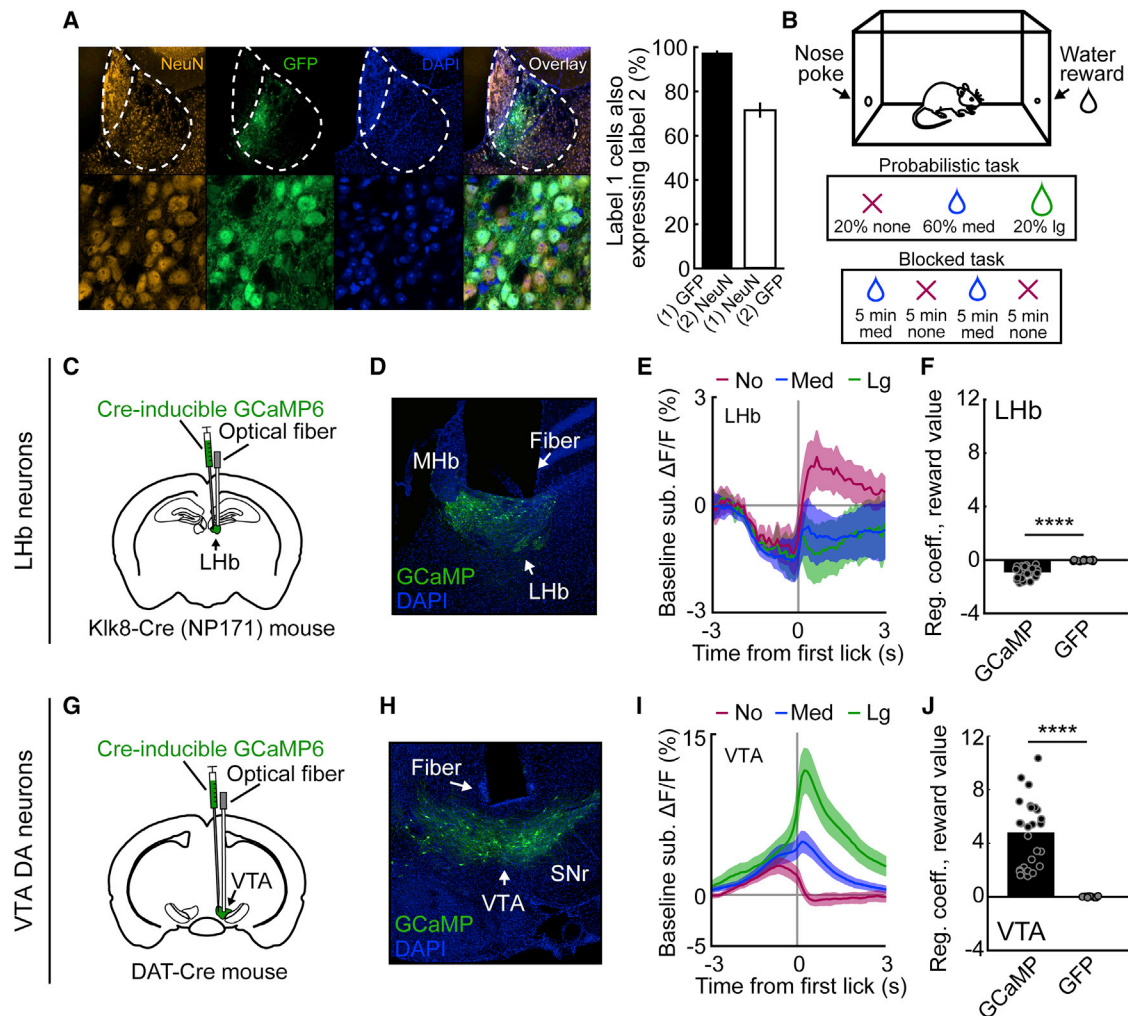 A
NeuN
GFP
DAPI
Overlay
Label 1 cells also
expressing label 2 (%)
100
80
60
40
20
0
(1) GFP
(2) NeuN
(1) NeuN
(2) GFP
B
Nose
poke
Water
reward
Probabilistic task
20% none
60% med
20% lg
Blocked task
5 min
med
5 min
none
5 min
med
5 min
none
LHb neurons
C
Cre-inducible GCaMP6
Optical fiber
LHb
Klk8-Cre (NP171) mouse
D
MHb
Fiber
GCaMP
DAPI
LHb
E
No Med Lg
Baseline sub. ΔF/F (%)
3
0
-3
LHb
-3 0 3
Time from first lick (s)
F
Reg. coeff., reward value
12
8
4
0
-4
LHb
****
GCaMP
GFP
VTA DA neurons
G
Cre-inducible GCaMP6
Optical fiber
VTA
DAT-Cre mouse
H
Fiber
SNr
VTA
GCaMP
DAPI
I
No Med Lg
Baseline sub. ΔF/F (%)
15
0
-5
VTA
-3 0 3
Time from first lick (s)
J
Reg. coeff., reward value
12
8
4
0
-4
****
VTA
GCaMP
GFP